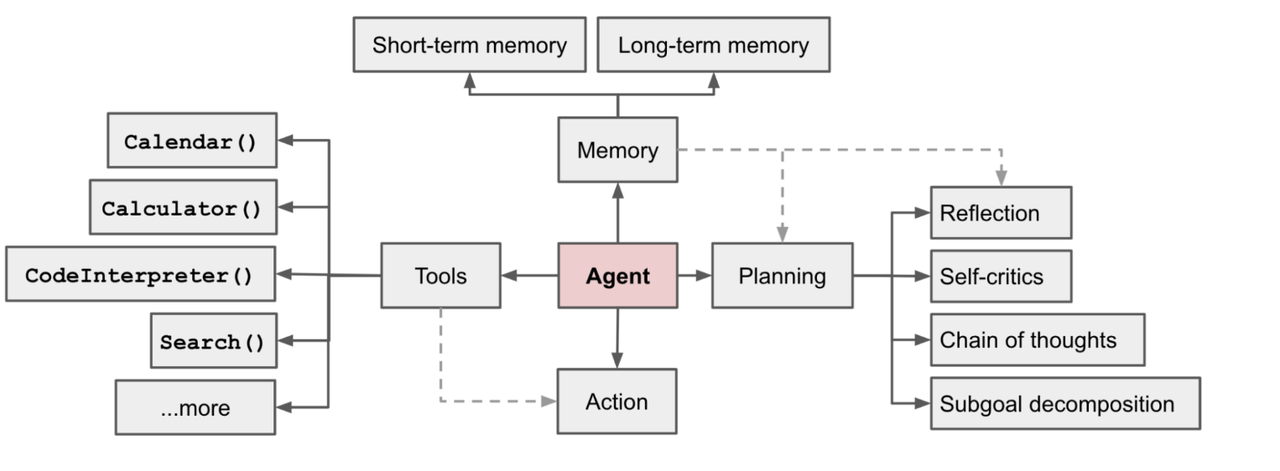 Short-term memory
Long-term memory
Calendar()
Memory
Calculator()
Reflection
CodeInterpreter()
Tools
Agent
Planning
Self-critics
Search()
Chain of thoughts
...more
Action
Subgoal decomposition